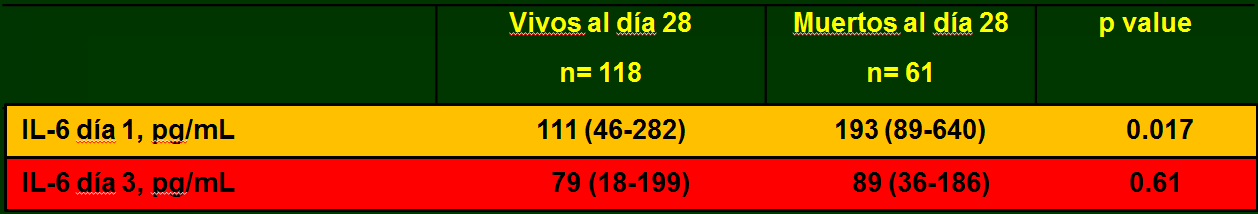 Vivos al día 28 Muertos al día 28 p value
n= 118 n= 61
IL-6 día 1, pg/mL 111 (46-282) 193 (89-640) 0.017
IL-6 día 3, pg/mL 79 (18-199) 89 (36-186) 0.61